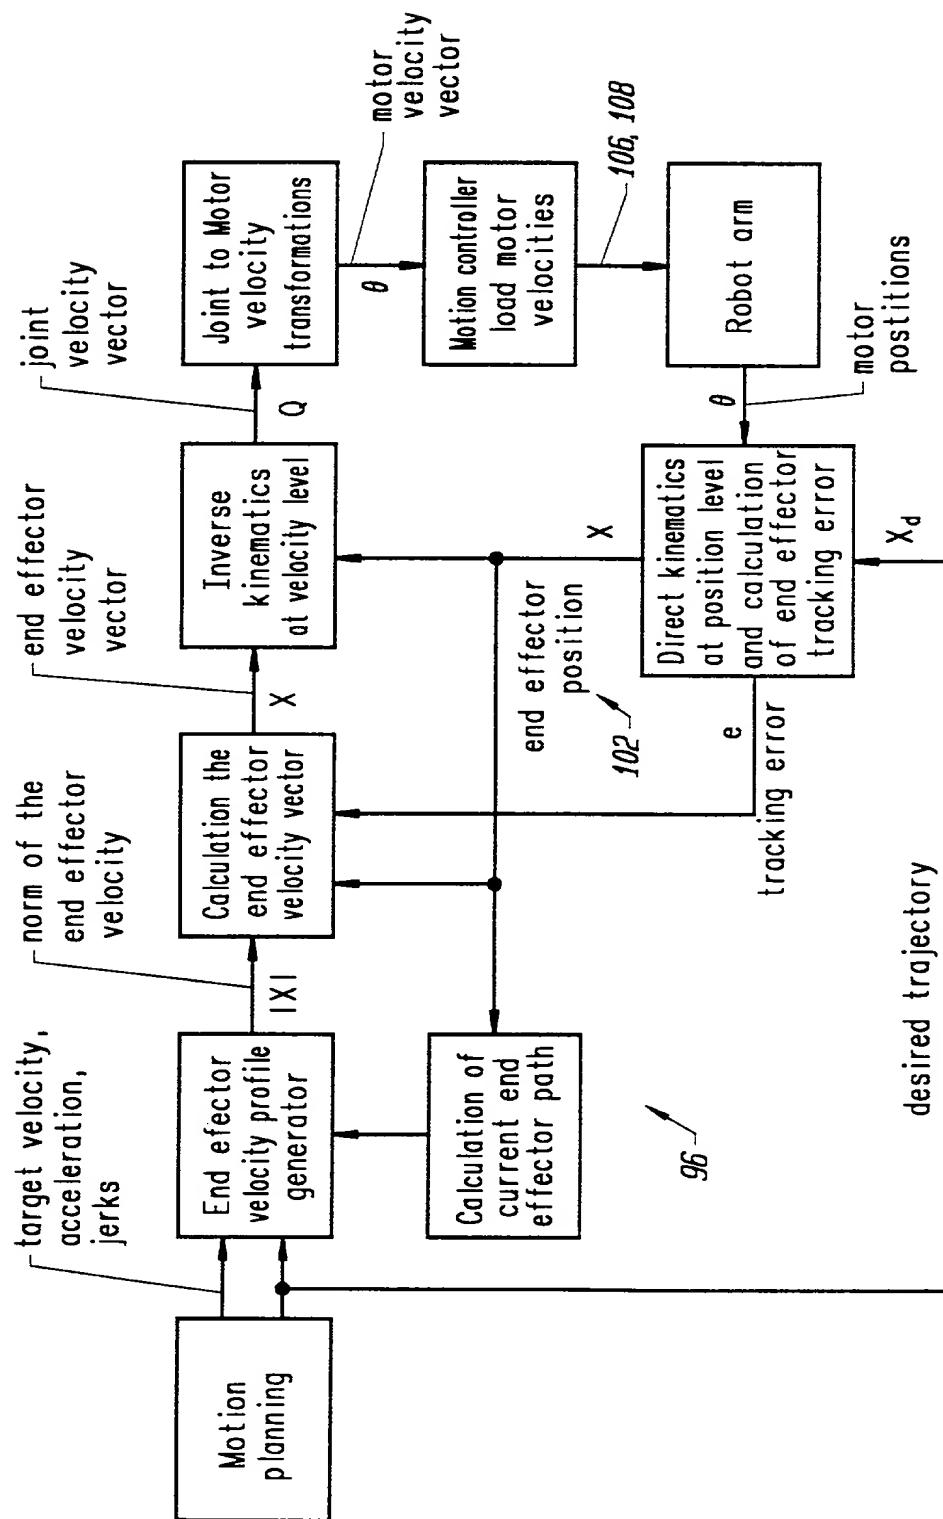 target velocity,
acceleration,
jerks
norm of the
end effector
velocity
end effector
velocity
vector
joint
velocity
vector
Motion
planning
End efector
velocity profile
generator
|X|
Calculation the
end effector
velocity vector
X
Inverse
kinematics
at velocity level
Q
Joint to Motor
velocity
transformations
θ
motor
velocity
vector
Calculation of
current end
effector path
Motion controller
load motor
velocities
106, 108
end effector
position
102
X
Robot arm
θ
motor
postitions
Direct kinematics
at position level
and calculation
of end effector
tracking error
e
tracking error
Xd
96
desired trajectory